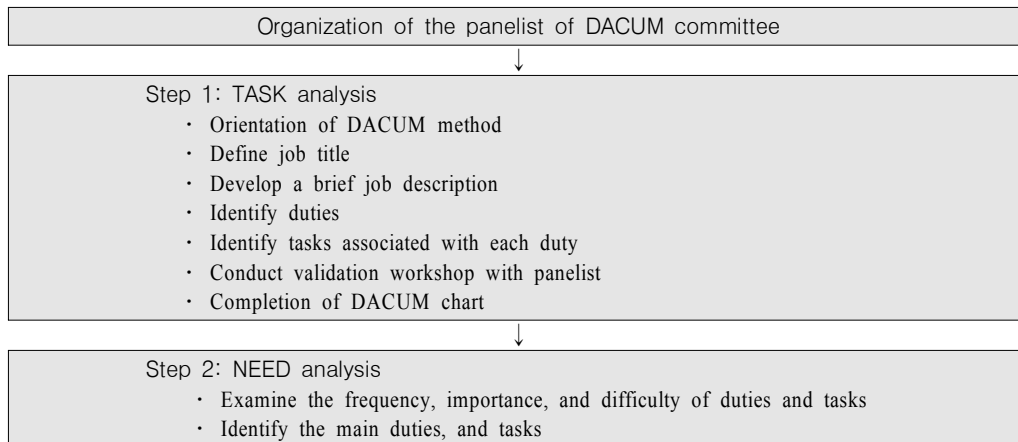 Organization of the panelist of DACUM committee
↓
Step 1: TASK analysis
· Orientation of DACUM method
· Define job title
· Develop a brief job description
· Identify duties
· Identify tasks associated with each duty
· Conduct validation workshop with panelist
· Completion of DACUM chart
↓
Step 2: NEED analysis
· Examine the frequency, importance, and difficulty of duties and tasks
· Identify the main duties, and tasks